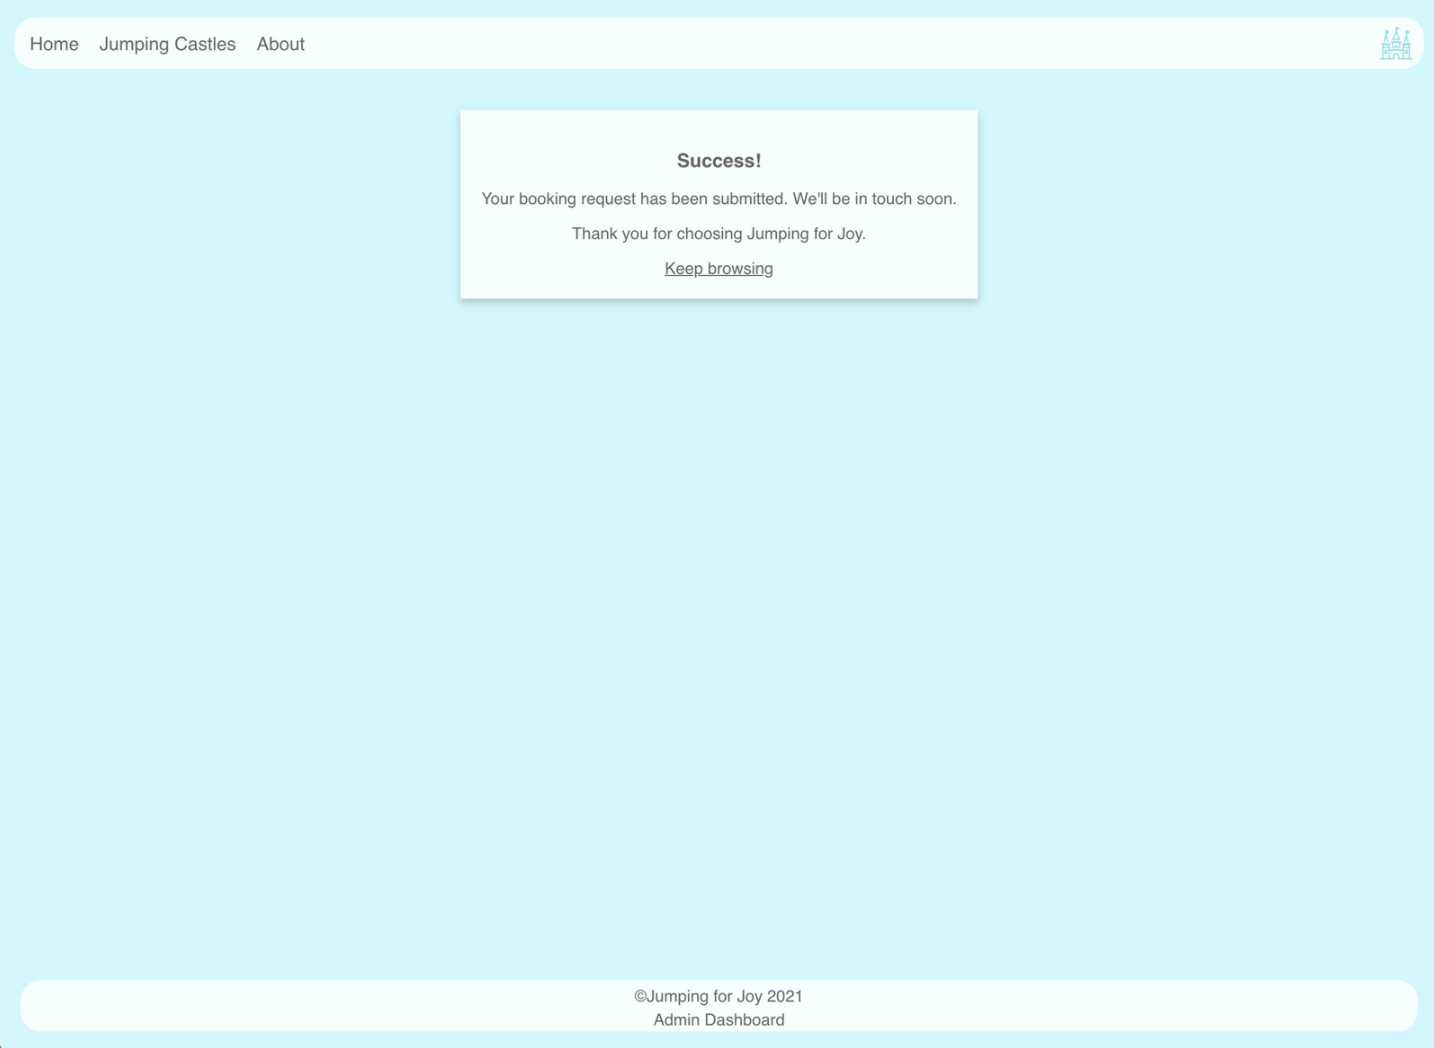 Home Jumping Castles About
Success!
Your booking request has been submitted. We'll be in touch soon.
Thank you for choosing Jumping for Joy.
Keep browsing
©Jumping for Joy 2021
Admin Dashboard